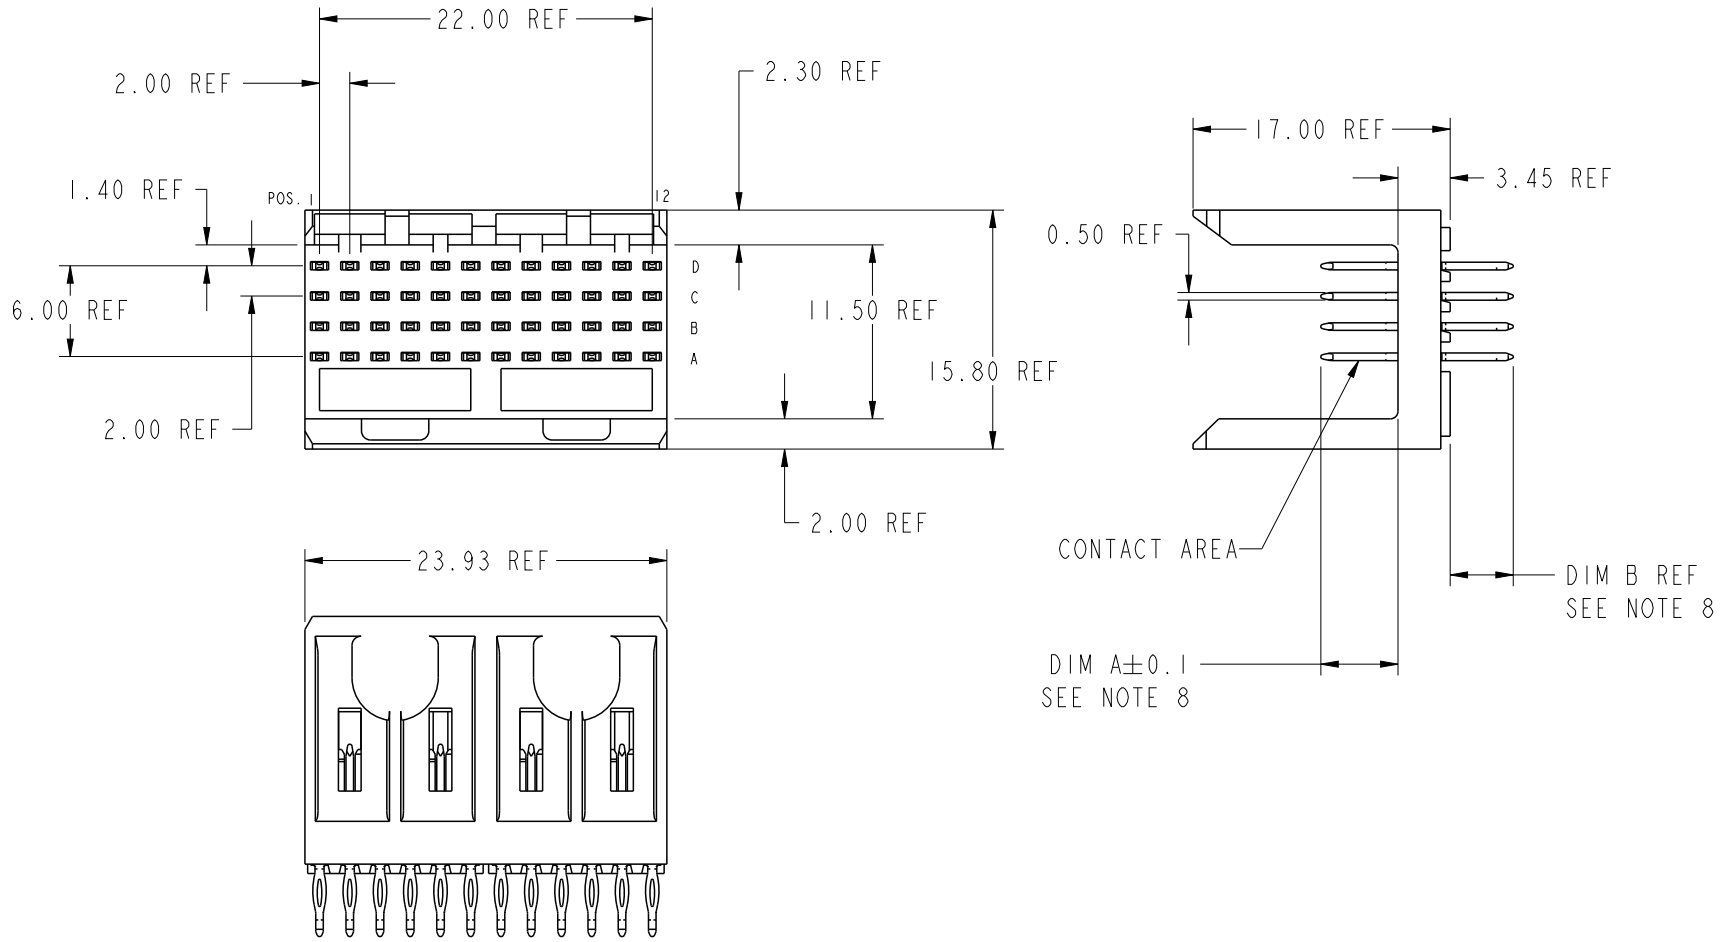 22.00 REF
2.00 REF
2.30 REF
17.00 REF
3.45 REF
1.40 REF
POS. 1
12
0.50 REF
D
C
B
A
6.00 REF
11.50 REF
15.80 REF
2.00 REF
2.00 REF
CONTACT AREA
23.93 REF
DIM B REF
SEE NOTE 8
DIM A±0.1
SEE NOTE 8